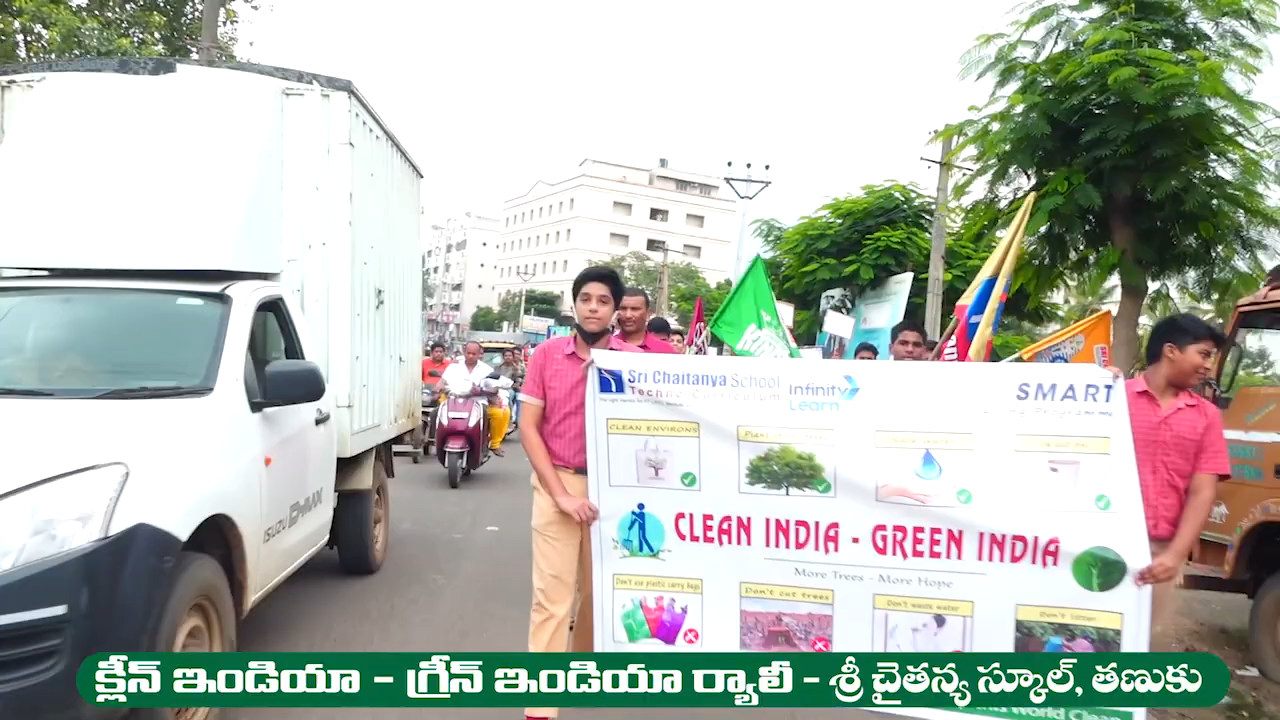 Sri Chaitanya School
Techno Curriculum
Infinity
Learn
SMART
CLEAN ENVIRONS
CLEAN INDIA - GREEN INDIA
More Trees - More Hope
Don't use plastic carry bags
Don't cut trees
Don't waste water
Don't litter
ISUZU D-MAX
క్లీన్ ఇండియా - గ్రీన్ ఇండియా ర్యాలీ - శ్రీ చైతన్య స్కూల్, తణుకు